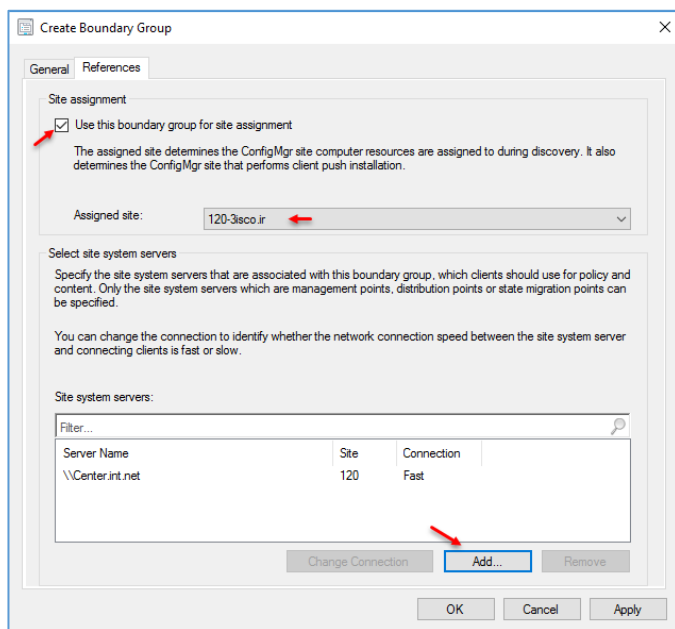 Create Boundary Group
General References
Site assignment
Use this boundary group for site assignment
The assigned site determines the ConfigMgr site computer resources are assigned to during discovery. It also
determines the ConfigMgr site that performs client push installation.
Assigned site: 120-3isco.ir
Select site system servers
Specify the site system servers that are associated with this boundary group, which clients should use for policy and
content. Only the site system servers which are management points, distribution points or state migration points can
be specified.
You can change the connection to identify whether the network connection speed between the site system server
and connecting clients is fast or slow.
Site system servers:
Filter...
Server Name Site Connection
\\Center.int.net 120 Fast
Change Connection Add... Remove
OK Cancel Apply